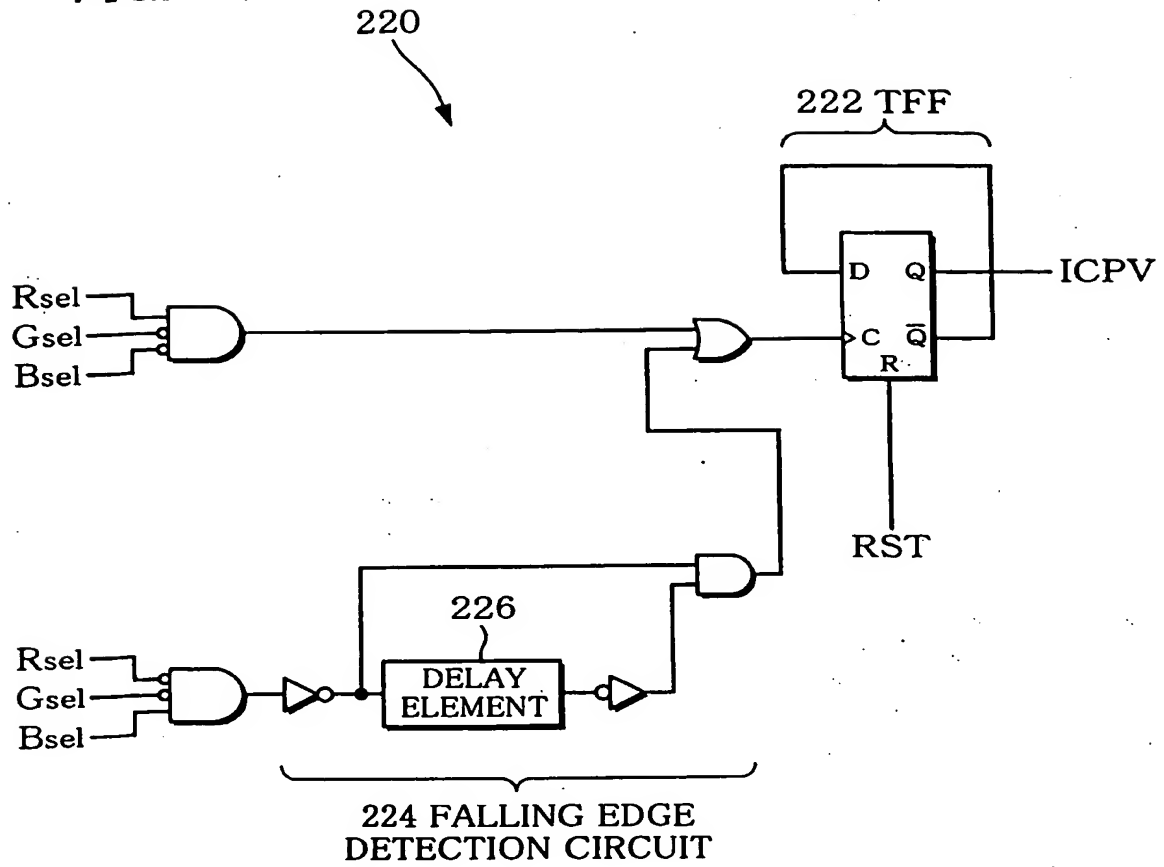 220
222 TFF
D Q
ICPV
C Q̅
R
Rsel
Gsel
Bsel
RST
226
DELAY
ELEMENT
Rsel
Gsel
Bsel
224 FALLING EDGE
DETECTION CIRCUIT